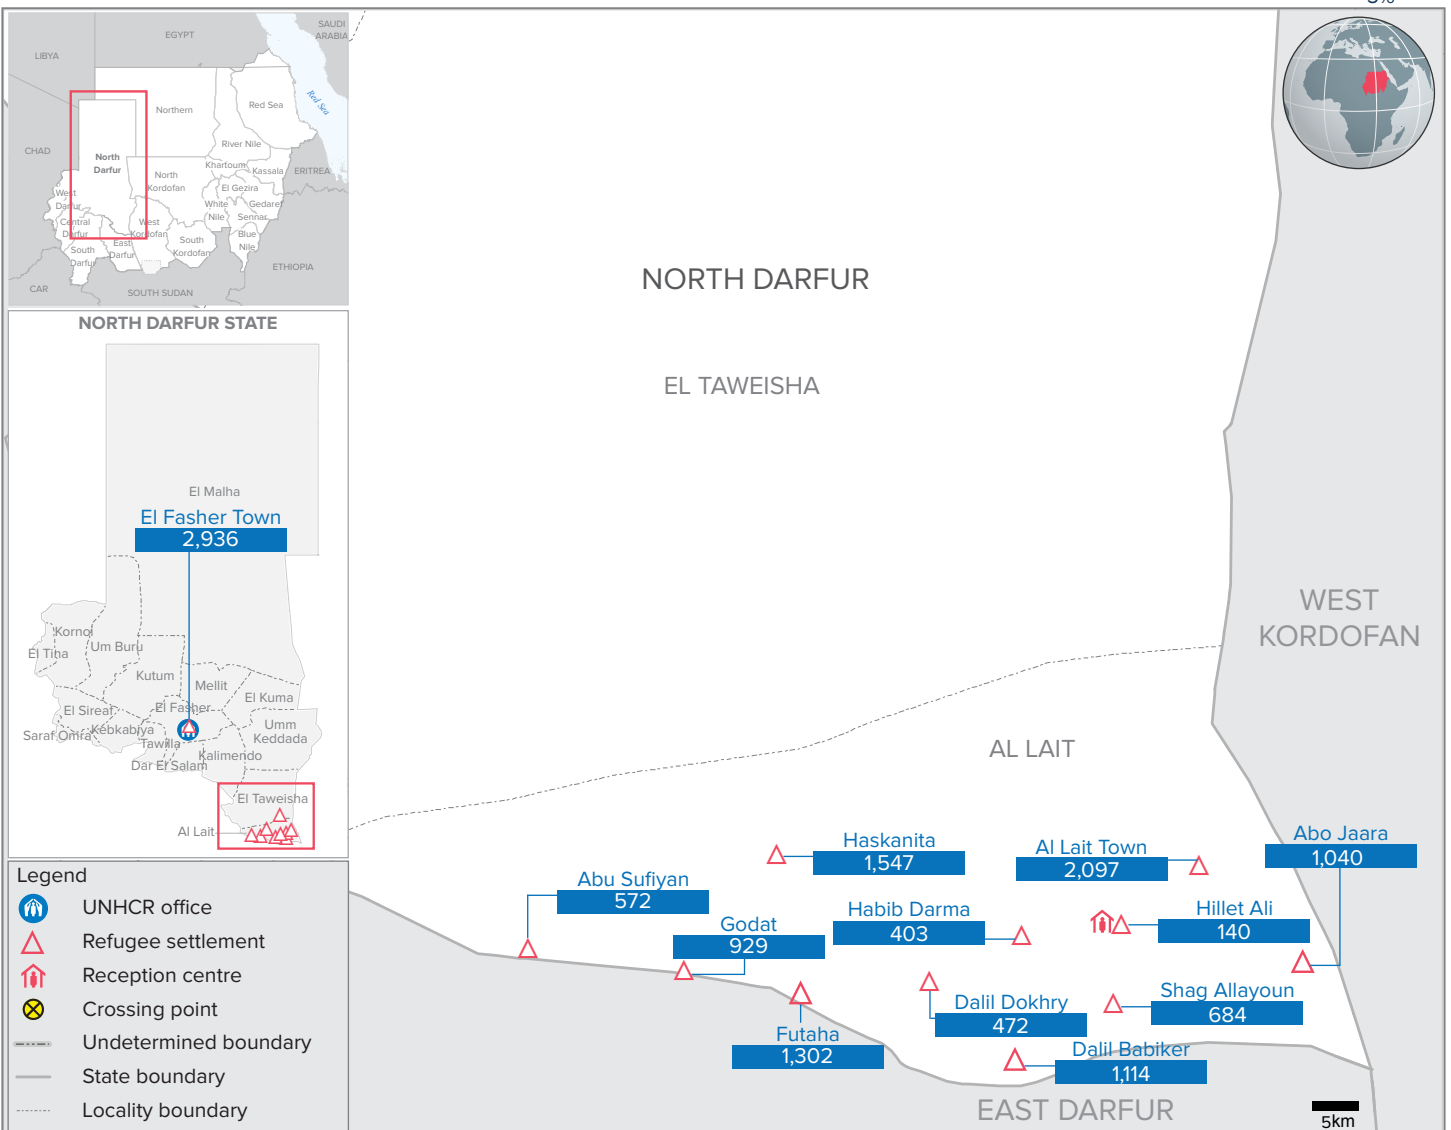 LIBYA
EGYPT
SAUDI
ARABIA
Red Sea
CHAD
Northern
Red Sea
River Nile
North
Darfur
Khartoum
Kassala
ERITREA
North
Kordofan
El Gezira
West
Darfur
White
Nile
Gedaref
Sennar
Central
Darfur
West
Kordofan
South
Kordofan
Blue
Nile
East
Darfur
South
Darfur
ETHIOPIA
CAR
SOUTH SUDAN
NORTH DARFUR STATE
El Malha
El Fasher Town
2,936
Kornoi
El Tina
Um Buru
Kutum
Mellit
El Kuma
El Sireaf
El Fasher
Saraf Omra
Kebkabiya
Tawilla
Umm
Keddada
Kalimendo
Dar El Salam
El Taweisha
Al Lait
Legend
UNHCR office
Refugee settlement
Reception centre
Crossing point
Undetermined boundary
State boundary
Locality boundary
NORTH DARFUR
EL TAWEISHA
WEST
KORDOFAN
AL LAIT
Haskanita
1,547
Al Lait Town
2,097
Abo Jaara
1,040
Abu Sufiyan
572
Godat
929
Habib Darma
403
Hillet Ali
140
Dalil Dokhry
472
Shag Allayoun
684
Futaha
1,302
Dalil Babiker
1,114
EAST DARFUR
5km